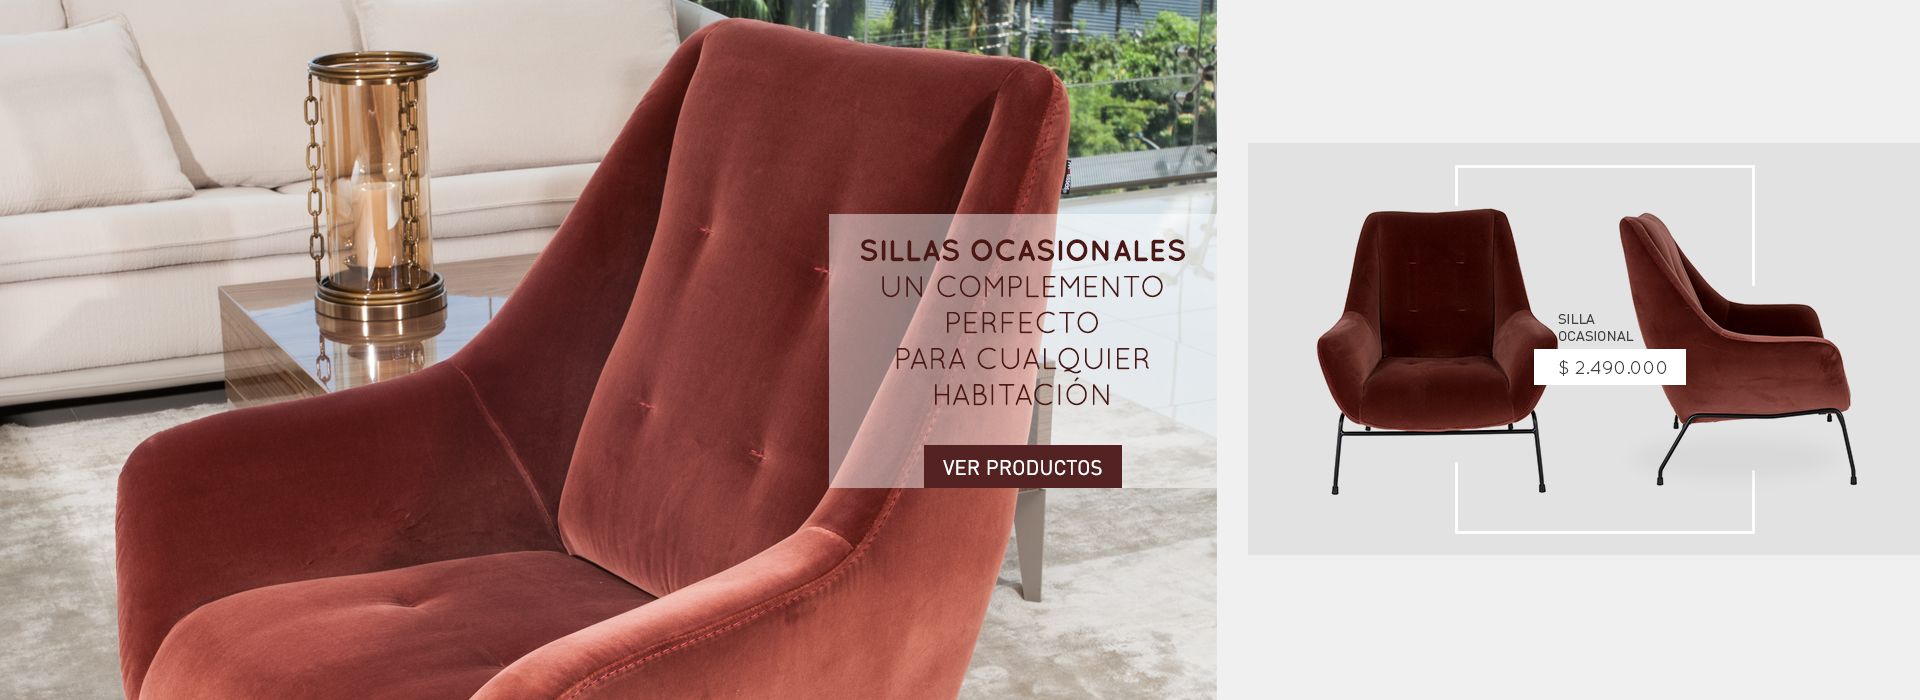 SILLAS OCASIONALES
UN COMPLEMENTO
PERFECTO
PARA CUALQUIER
HABITACIÓN
VER PRODUCTOS
SILLA
OCASIONAL
$ 2.490.000